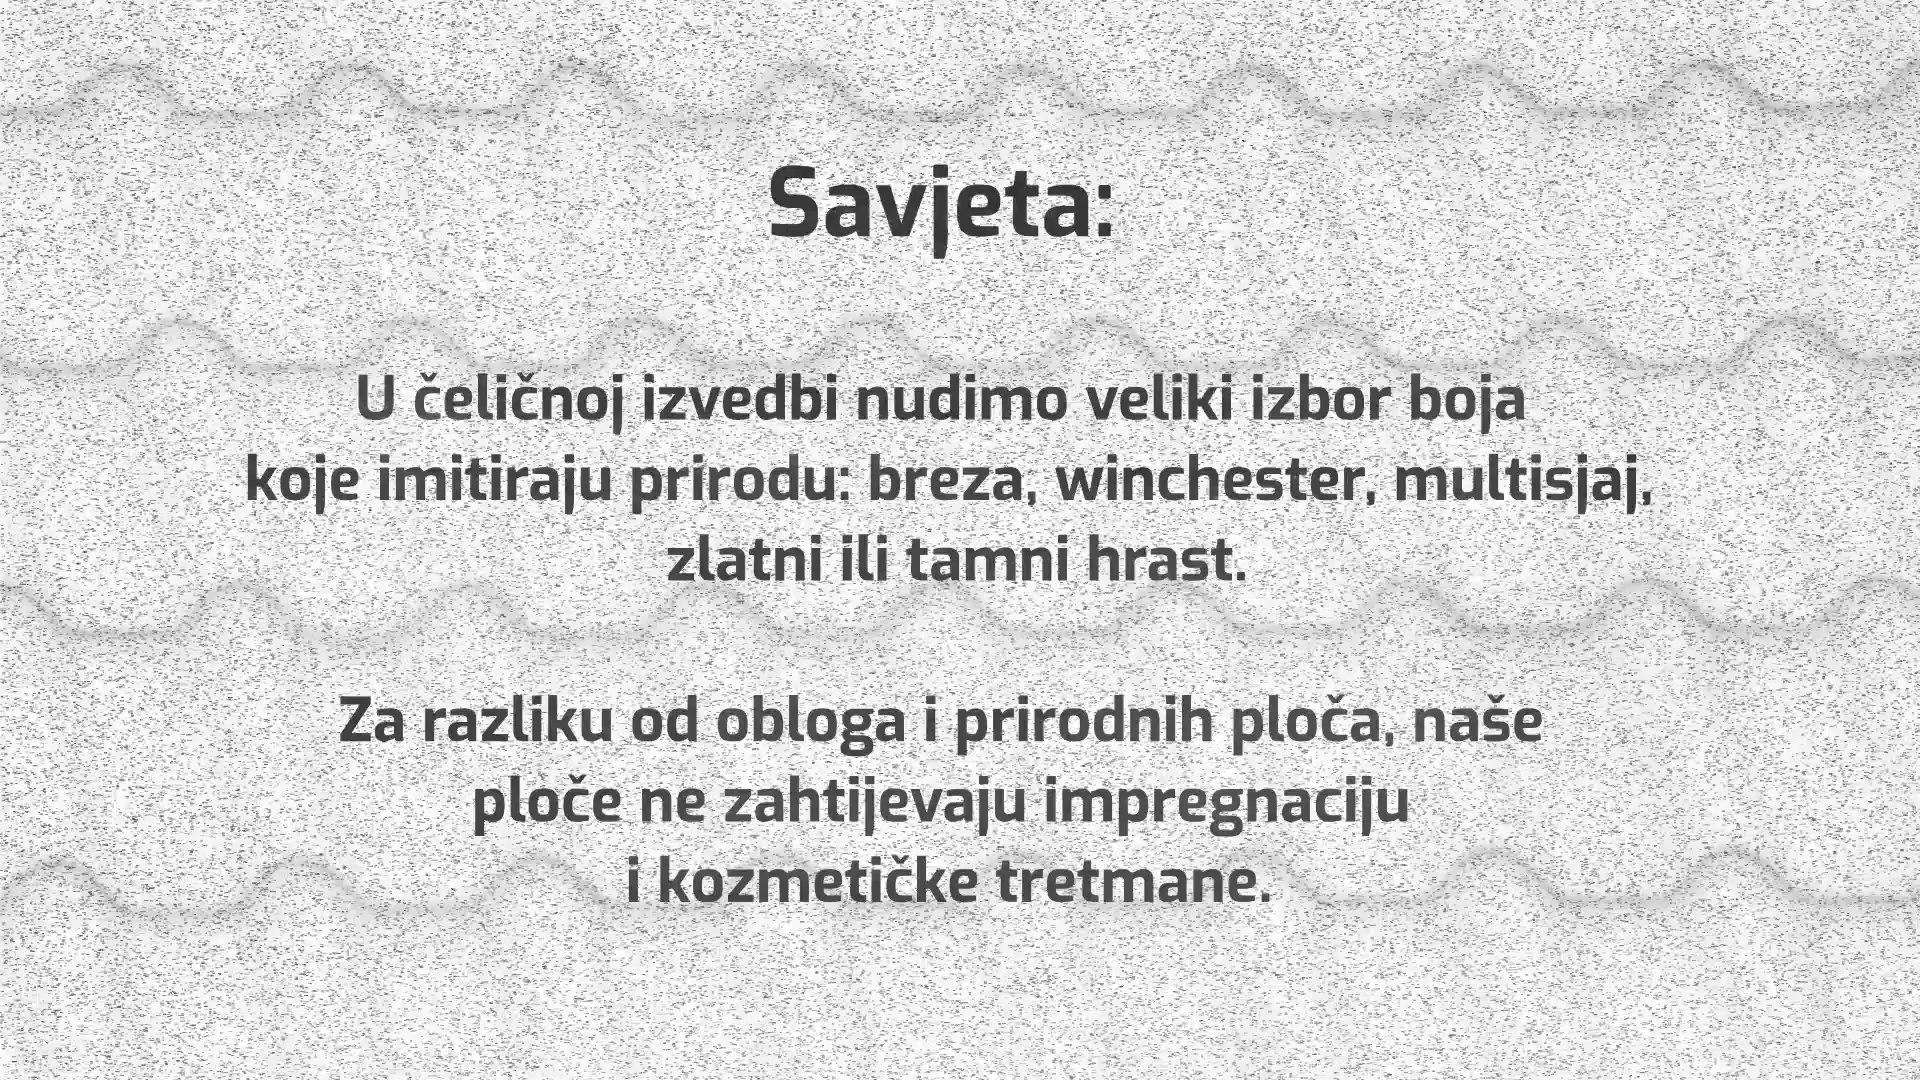 Savjeta:
U čeličnoj izvedbi nudimo veliki izbor boja
koje imitiraju prirodu: breza, winchester, multisjaj,
zlatni ili tamni hrast.
Za razliku od obloga i prirodnih ploča, naše
ploče ne zahtijevaju impregnaciju
i kozmetičke tretmane.